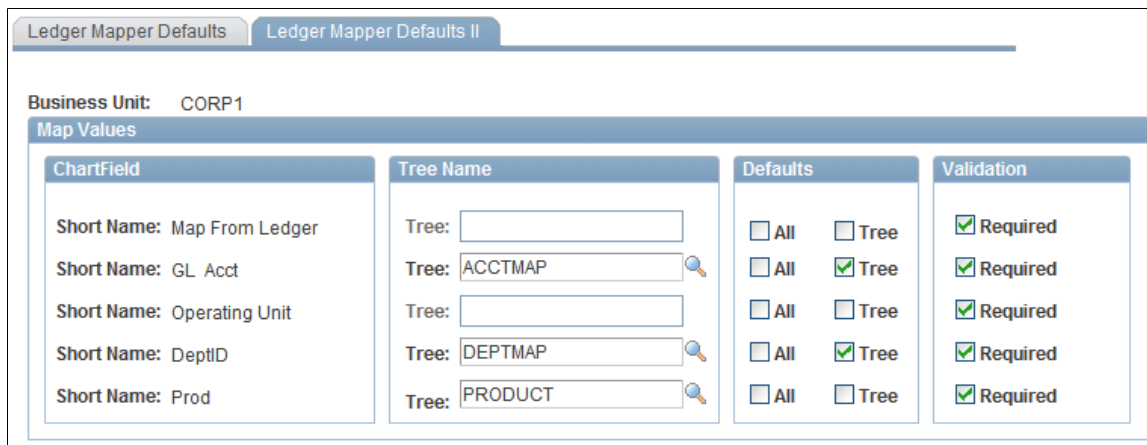 Ledger Mapper Defaults Ledger Mapper Defaults II
Business Unit: CORP1
Map Values
ChartField Tree Name Defaults Validation
Short Name: Map From Ledger Tree: All Tree Required
Short Name: GL Acct Tree: ACCTMAP All Tree Required
Short Name: Operating Unit Tree: All Tree Required
Short Name: DeptID Tree: DEPTMAP All Tree Required
Short Name: Prod Tree: PRODUCT All Tree Required